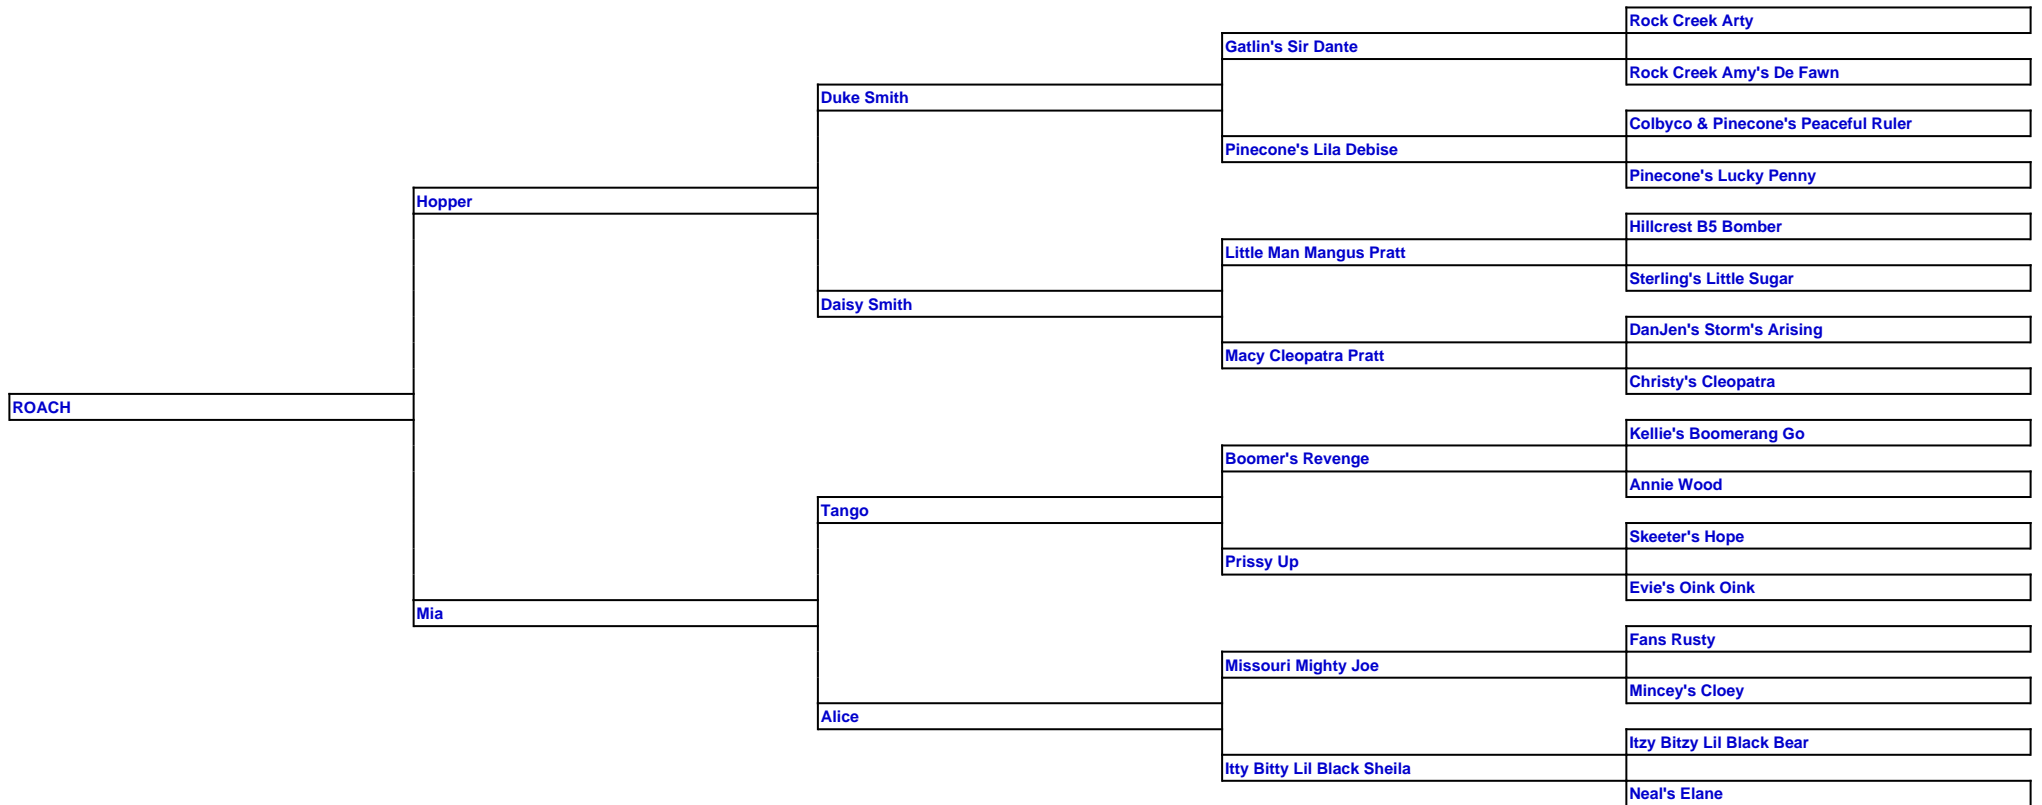 Rock Creek Arty
Gatlin's Sir Dante
Rock Creek Amy's De Fawn
Duke Smith
Colbyco & Pinecone's Peaceful Ruler
Pinecone's Lila Debise
Pinecone's Lucky Penny
Hopper
Hillcrest B5 Bomber
Little Man Mangus Pratt
Sterling's Little Sugar
Daisy Smith
DanJen's Storm's Arising
Macy Cleopatra Pratt
Christy's Cleopatra
ROACH
Kellie's Boomerang Go
Boomer's Revenge
Annie Wood
Tango
Skeeter's Hope
Prissy Up
Evie's Oink Oink
Mia
Fans Rusty
Missouri Mighty Joe
Mincey's Cloey
Alice
Itzy Bitzy Lil Black Bear
Itty Bitty Lil Black Sheila
Neal's Elane